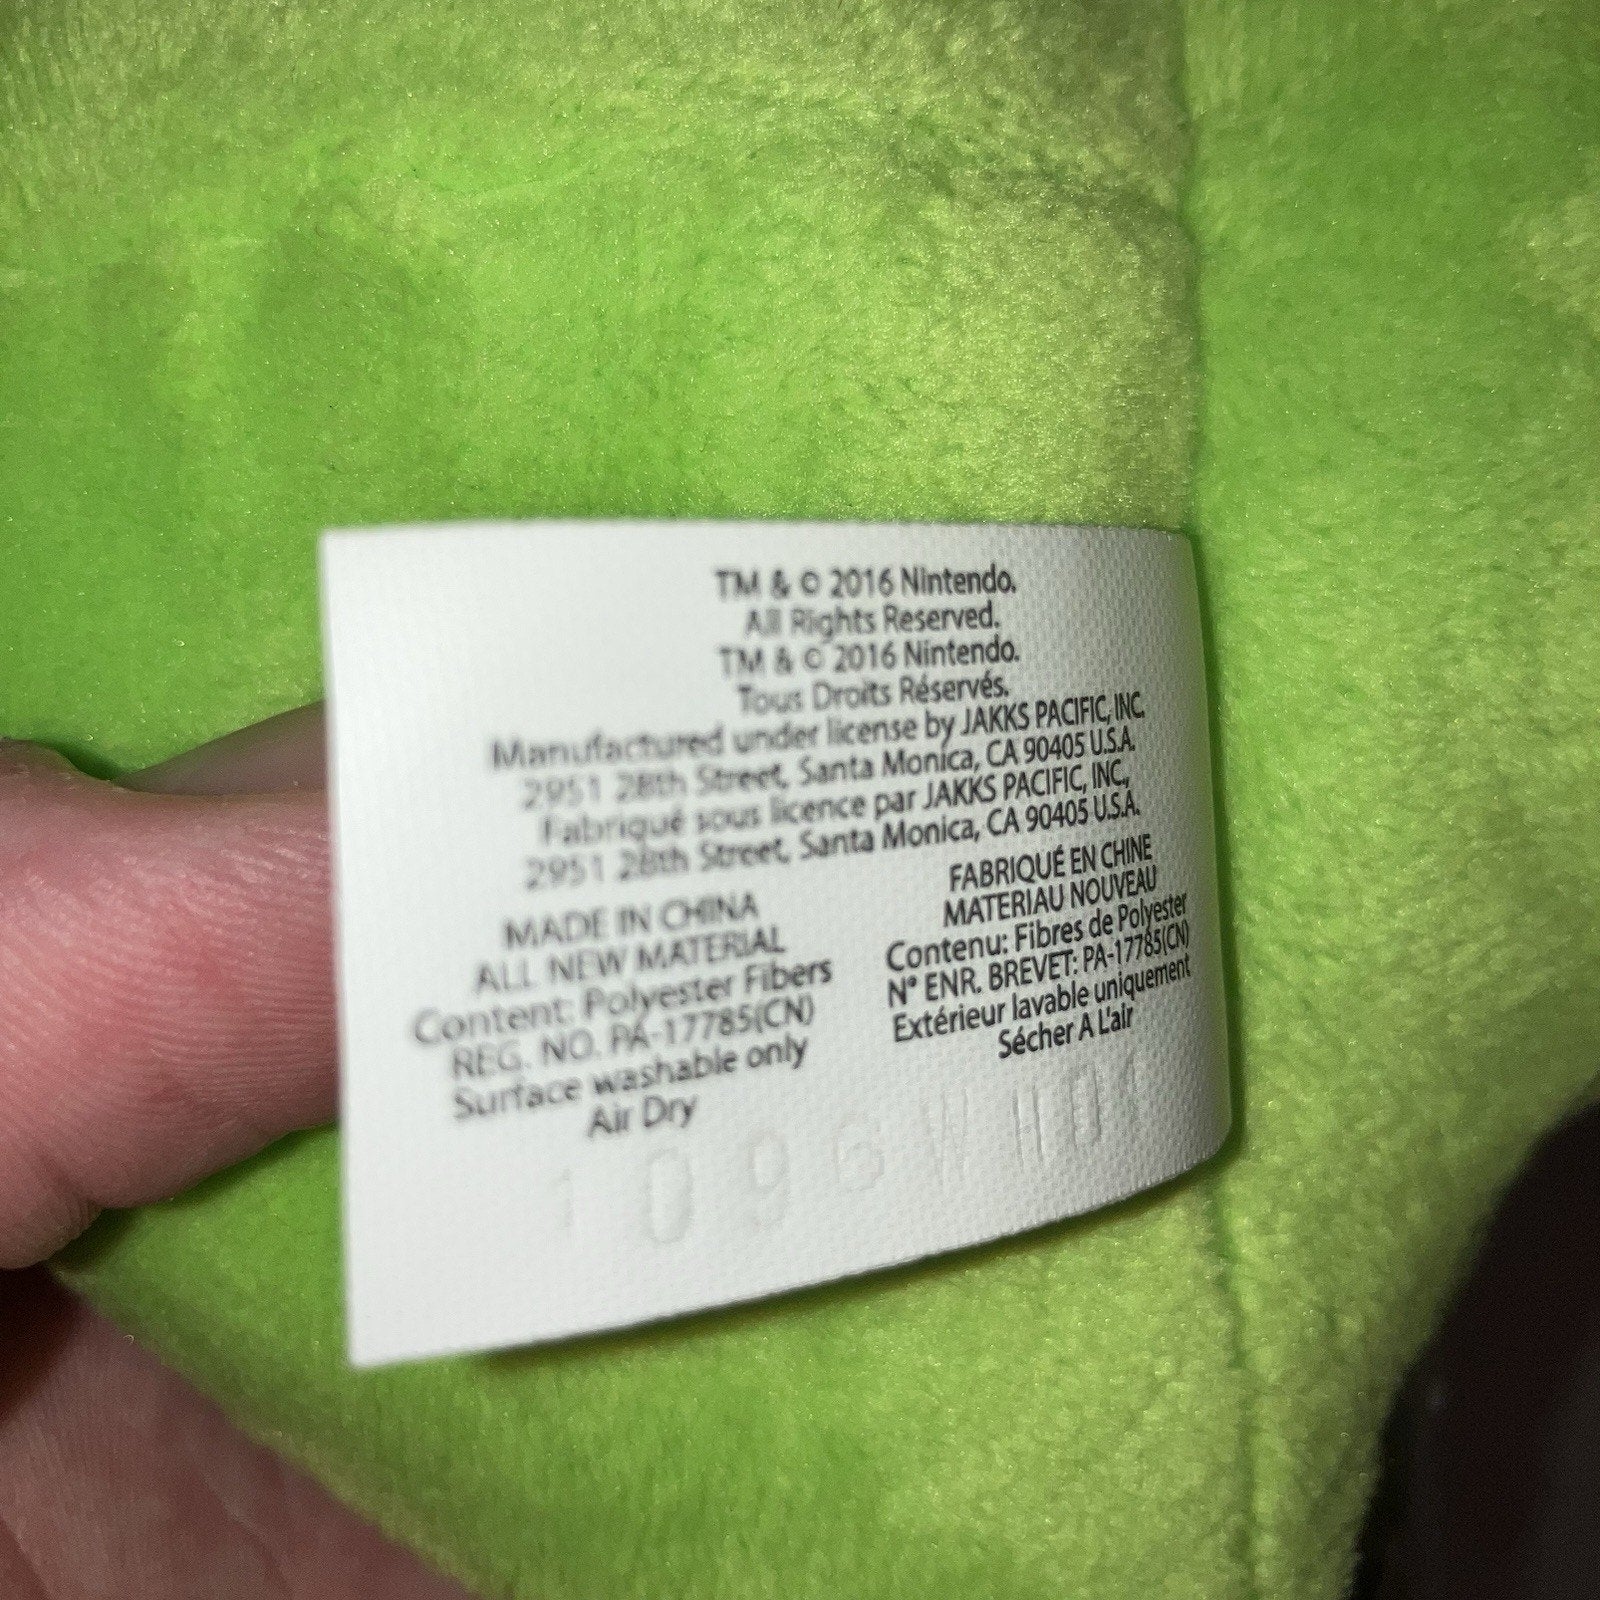 TM & © 2016 Nintendo.
All Rights Reserved.
TM & © 2016 Nintendo.
Tous Droits Réservés.
Manufactured under license by JAKKS PACIFIC, INC.
2951 28th Street, Santa Monica, CA 90405 U.S.A.
Fabriqué sous licence par JAKKS PACIFIC, INC.,
2951 28th Street, Santa Monica, CA 90405 U.S.A.
MADE IN CHINA
ALL NEW MATERIAL
Content: Polyester Fibers
REG. NO. PA-17785(CN)
Surface washable only
Air Dry
FABRIQUÉ EN CHINE
MATERIAU NOUVEAU
Contenu: Fibres de Polyester
N° ENR. BREVET: PA-17785(CN)
Extérieur lavable uniquement
Sécher A L'air